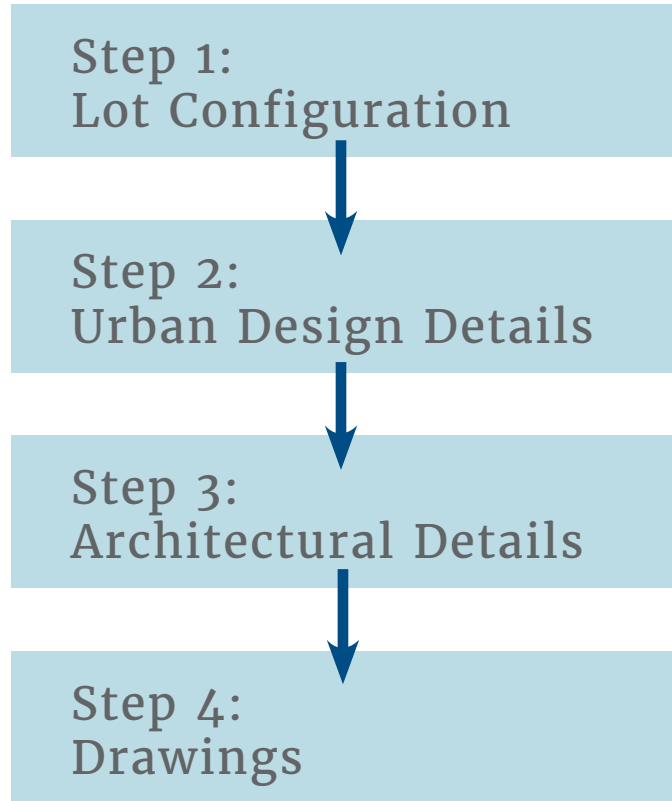 Step 1:
Lot Configuration
Step 2:
Urban Design Details
Step 3:
Architectural Details
Step 4:
Drawings